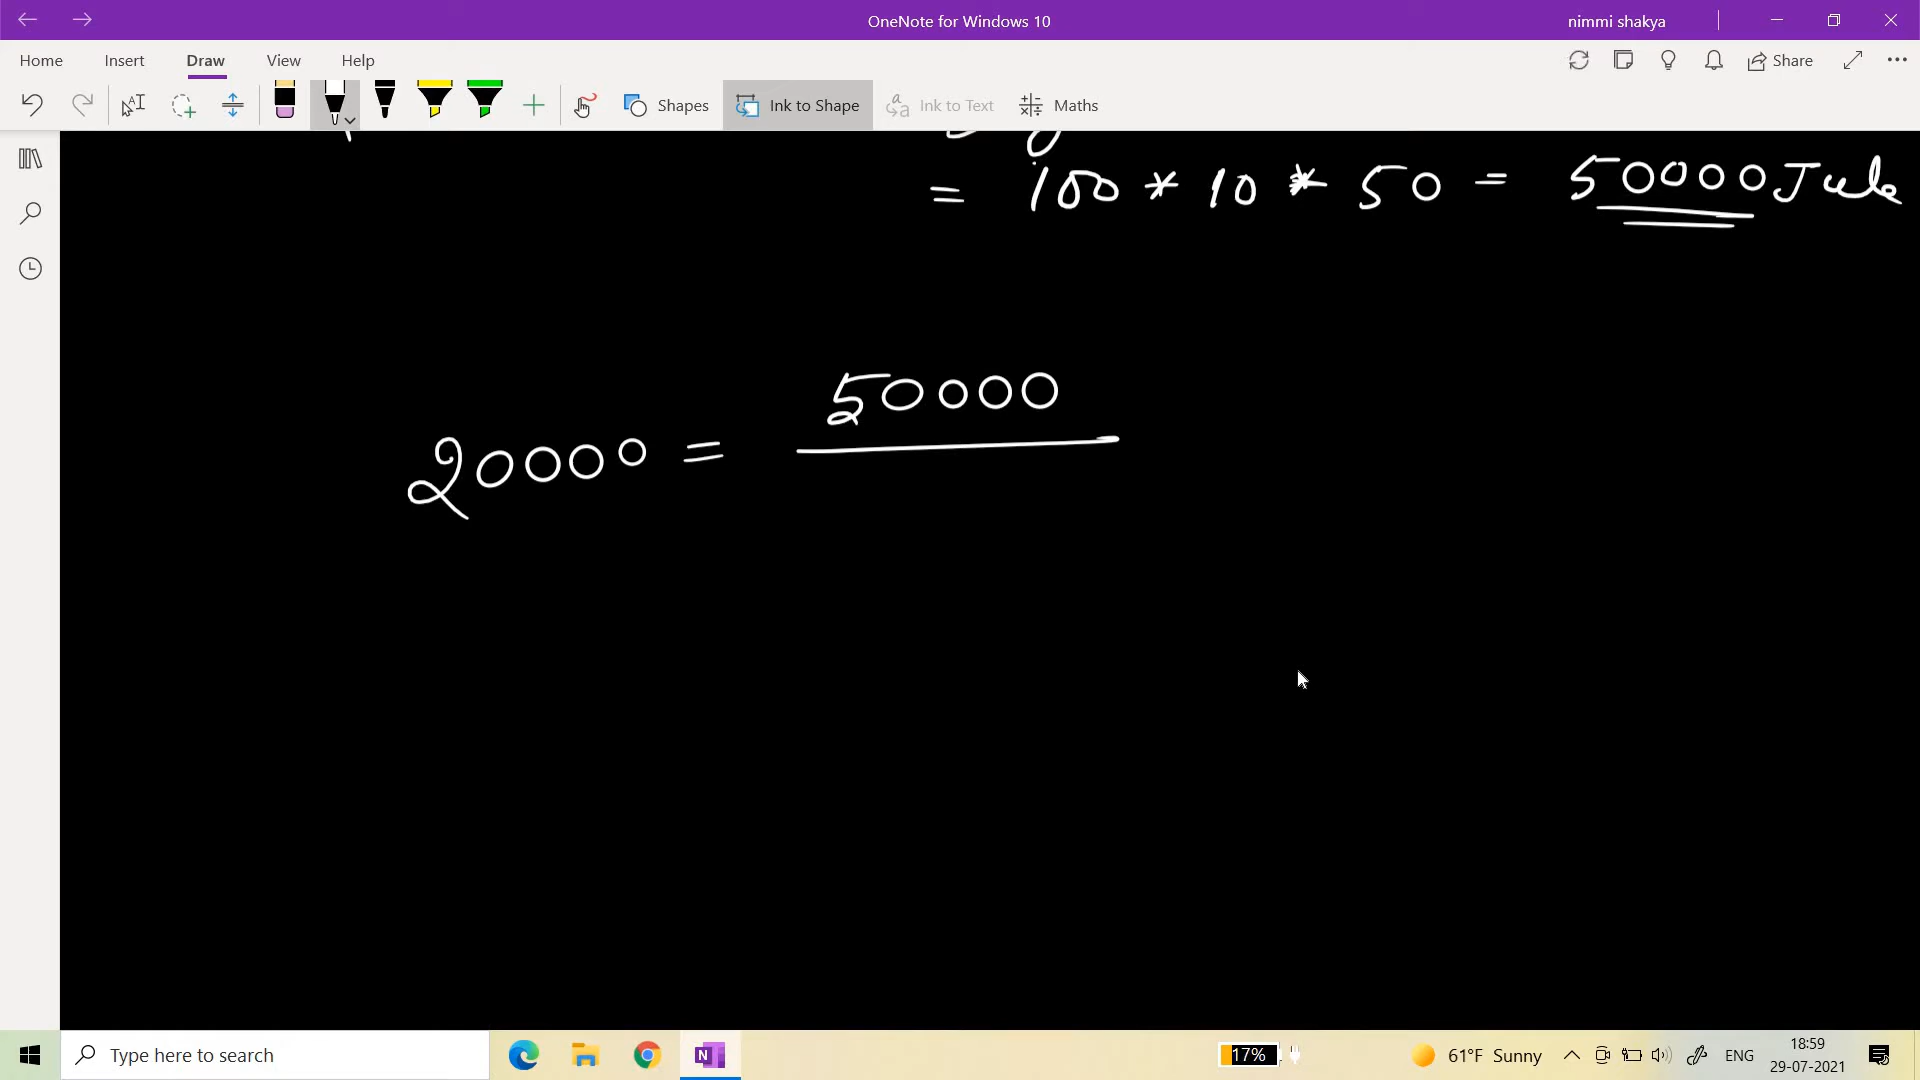 OneNote for Windows 10
nimmi shakya
Home Insert Draw View Help
Share
Shapes Ink to Shape Ink to Text Maths
= 100 * 10 * 50 = 50000 Jule
50000
20000 =
Type here to search
17%
61°F Sunny
ENG
18:59
29-07-2021